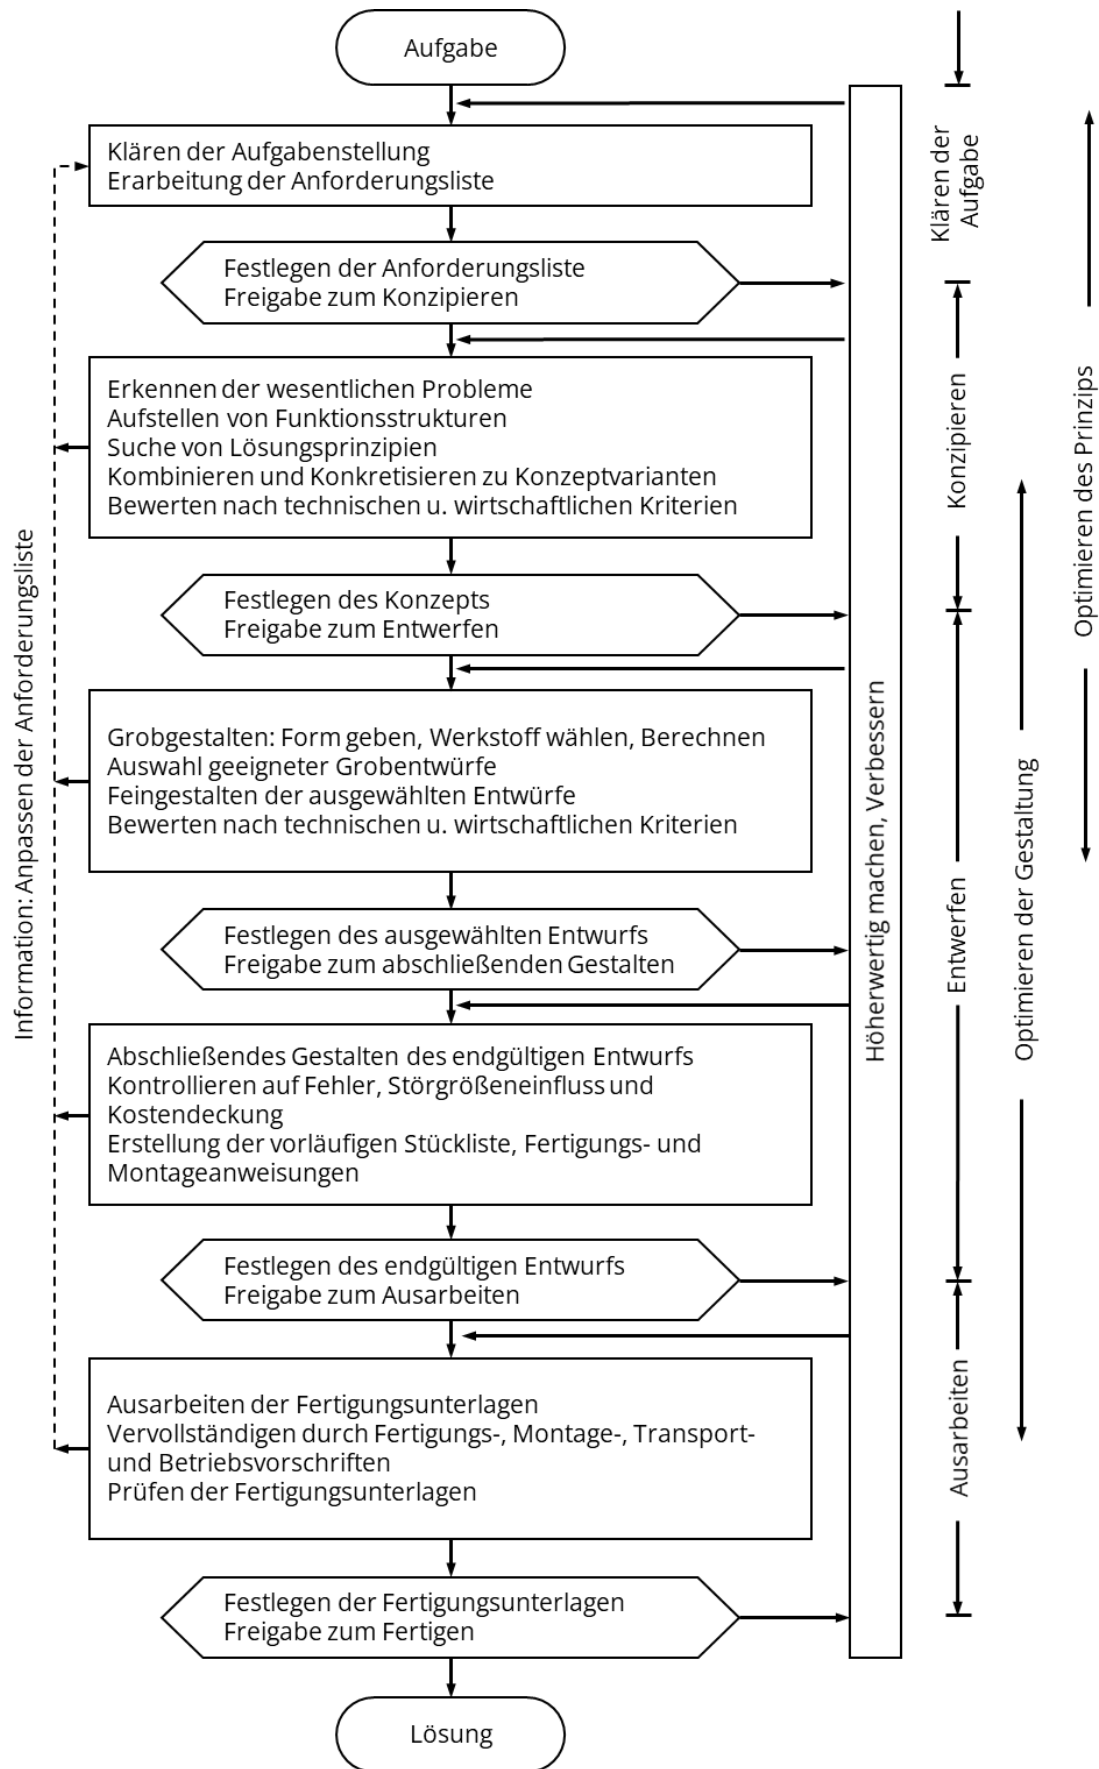 Aufgabe
Klären der Aufgabenstellung
Erarbeitung der Anforderungsliste
Festlegen der Anforderungsliste
Freigabe zum Konzipieren
Erkennen der wesentlichen Probleme
Aufstellen von Funktionsstrukturen
Suche von Lösungsprinzipien
Kombinieren und Konkretisieren zu Konzeptvarianten
Bewerten nach technischen u. wirtschaftlichen Kriterien
Festlegen des Konzepts
Freigabe zum Entwerfen
Grobgestalten: Form geben, Werkstoff wählen, Berechnen
Auswahl geeigneter Grobentwürfe
Feingestalten der ausgewählten Entwürfe
Bewerten nach technischen u. wirtschaftlichen Kriterien
Festlegen des ausgewählten Entwurfs
Freigabe zum abschließenden Gestalten
Abschließendes Gestalten des endgültigen Entwurfs
Kontrollieren auf Fehler, Störgrößeneinfluss und
Kostendeckung
Erstellung der vorläufigen Stückliste, Fertigungs- und
Montageanweisungen
Festlegen des endgültigen Entwurfs
Freigabe zum Ausarbeiten
Ausarbeiten der Fertigungsunterlagen
Vervollständigen durch Fertigungs-, Montage-, Transport-
und Betriebsvorschriften
Prüfen der Fertigungsunterlagen
Festlegen der Fertigungsunterlagen
Freigabe zum Fertigen
Lösung
Information: Anpassen der Anforderungsliste
Höherwertig machen, Verbessern
Klären der
Aufgabe
Konzipieren
Entwerfen
Ausarbeiten
Optimieren der Gestaltung
Optimieren des Prinzips